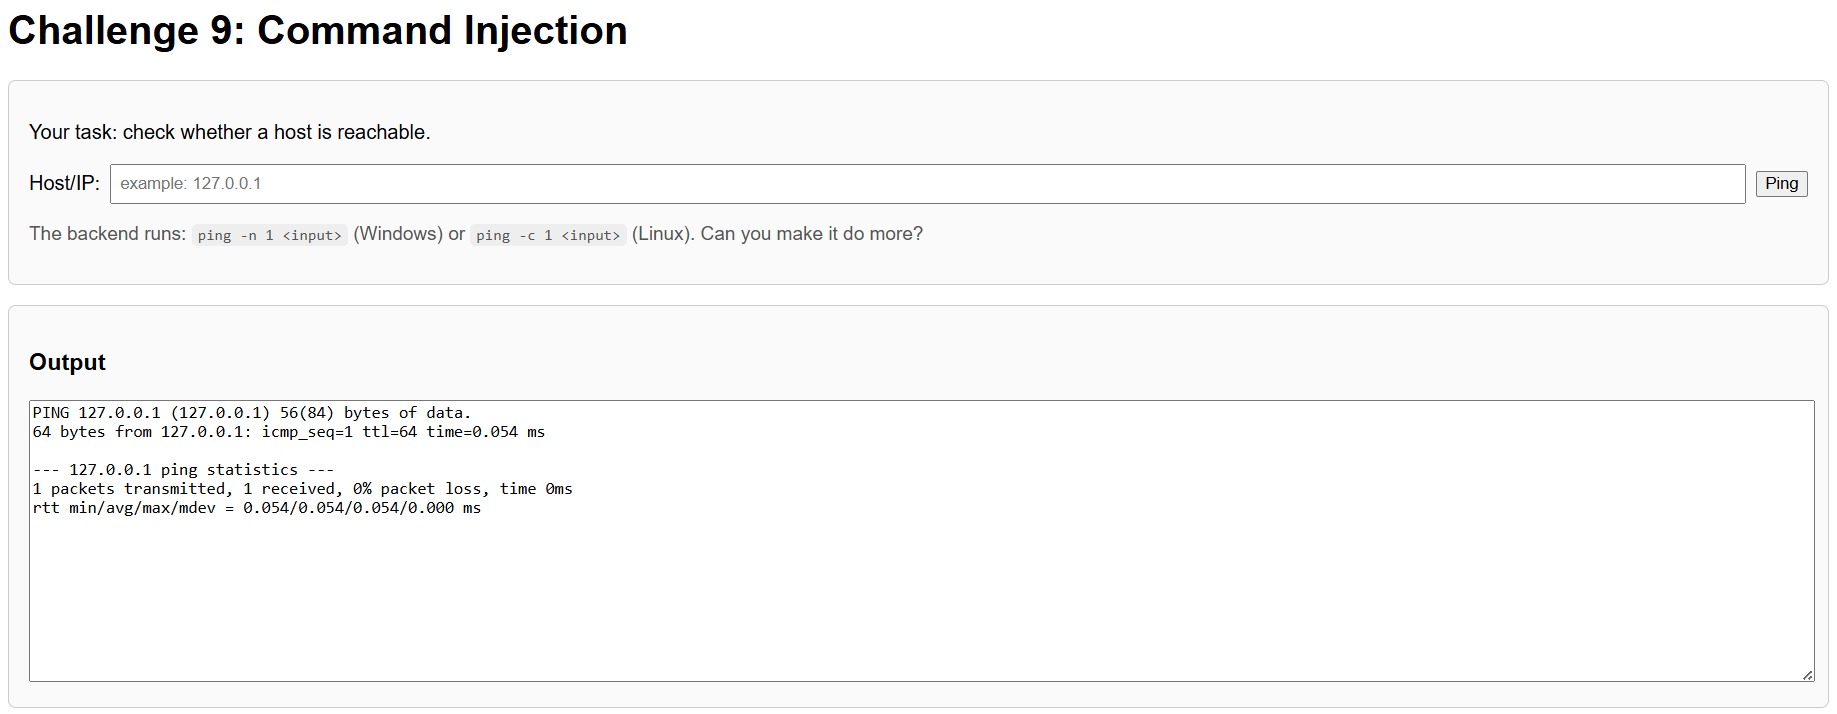 Challenge 9: Command Injection
Your task: check whether a host is reachable.
Host/IP: example: 127.0.0.1 Ping
The backend runs: ping -n 1 <input> (Windows) or ping -c 1 <input> (Linux). Can you make it do more?
Output
PING 127.0.0.1 (127.0.0.1) 56(84) bytes of data.
64 bytes from 127.0.0.1: icmp_seq=1 ttl=64 time=0.054 ms
--- 127.0.0.1 ping statistics ---
1 packets transmitted, 1 received, 0% packet loss, time 0ms
rtt min/avg/max/mdev = 0.054/0.054/0.054/0.000 ms